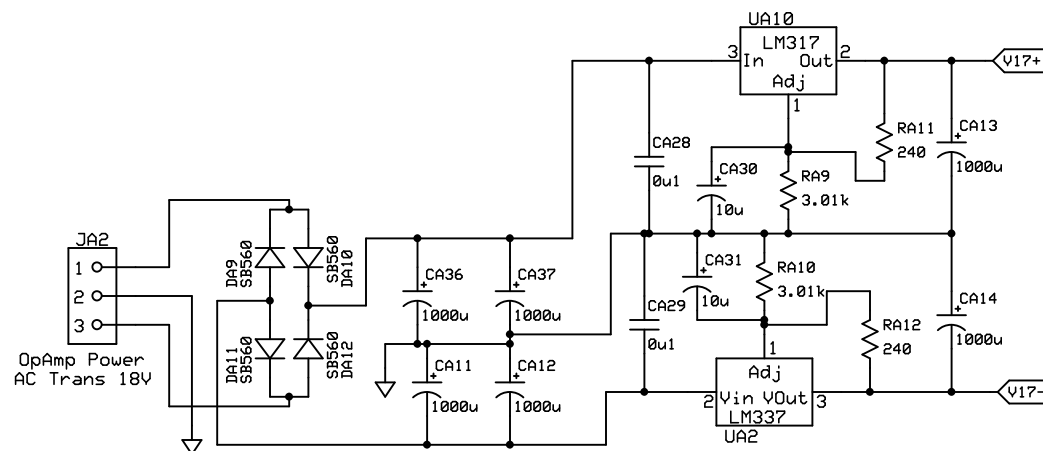 UA10
LM317
3 In Out 2
Adj
1
V17+
CA28
0u1
CA30
10u
RA9
3.01k
RA11
240
CA13
1000u
JA2
1
2
3
OpAmp Power
AC Trans 18V
DA9
SB560
SB560
DA10
DA11
SB560
SB560
DA12
CA36
1000u
CA37
1000u
CA11
1000u
CA12
1000u
CA29
0u1
CA31
10u
RA10
3.01k
RA12
240
CA14
1000u
1
Adj
2 Vin VOut 3
LM337
UA2
V17-